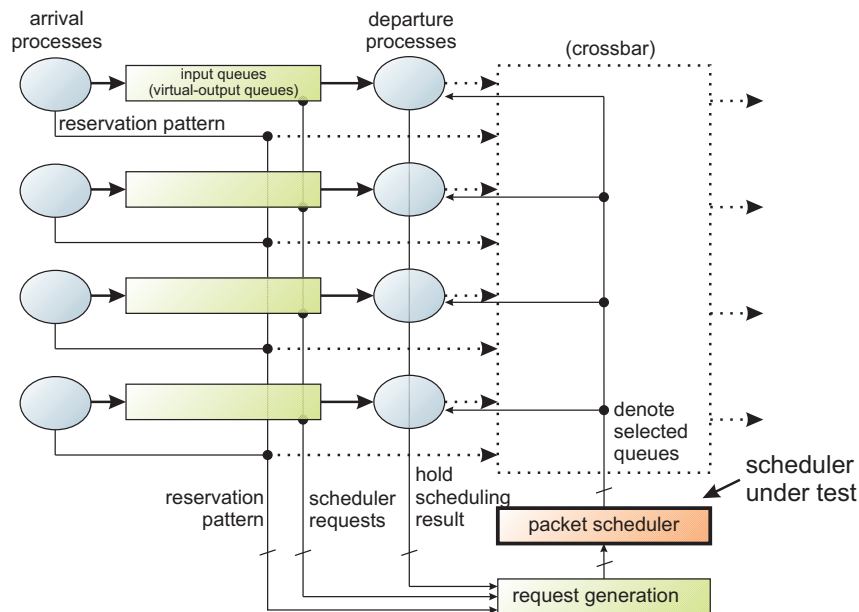 arrival
processes
departure
processes
(crossbar)
input queues
(virtual-output queues)
reservation pattern
denote
selected
queues
scheduler
under test
reservation
pattern
scheduler
requests
hold
scheduling
result
packet scheduler
request generation